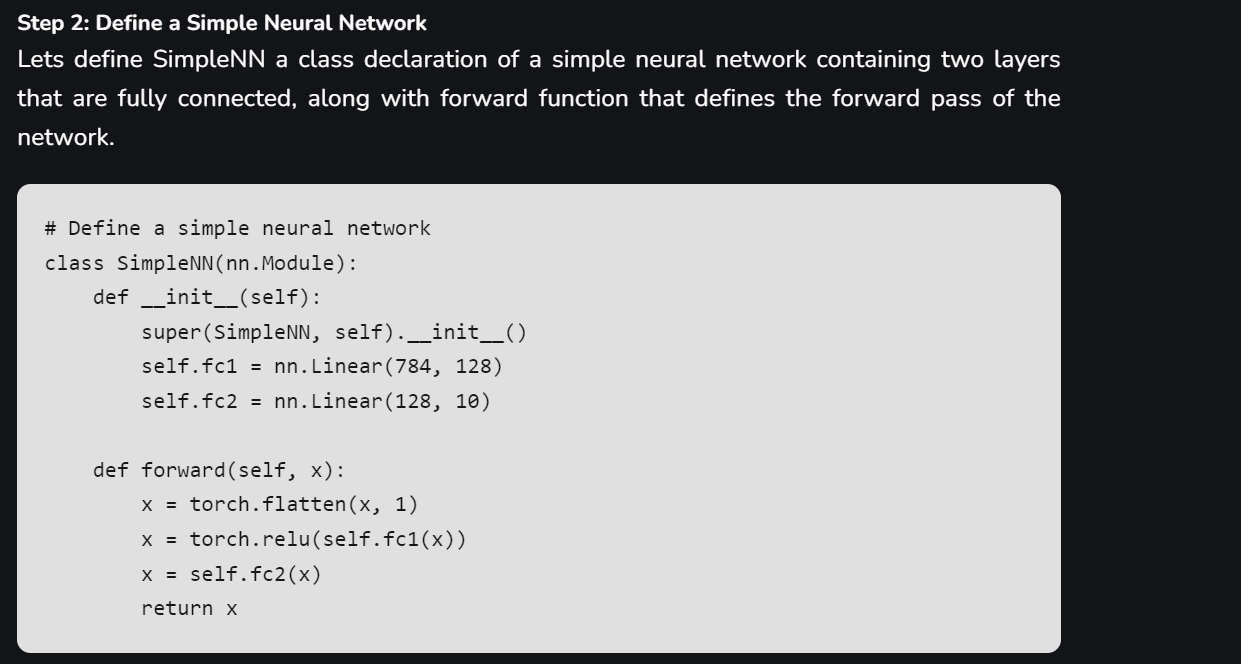 Step 2: Define a Simple Neural Network
Lets define SimpleNN a class declaration of a simple neural network containing two layers
that are fully connected, along with forward function that defines the forward pass of the
network.
# Define a simple neural network
class SimpleNN(nn.Module):
    def __init__(self):
        super(SimpleNN, self).__init__()
        self.fc1 = nn.Linear(784, 128)
        self.fc2 = nn.Linear(128, 10)

    def forward(self, x):
        x = torch.flatten(x, 1)
        x = torch.relu(self.fc1(x))
        x = self.fc2(x)
        return x